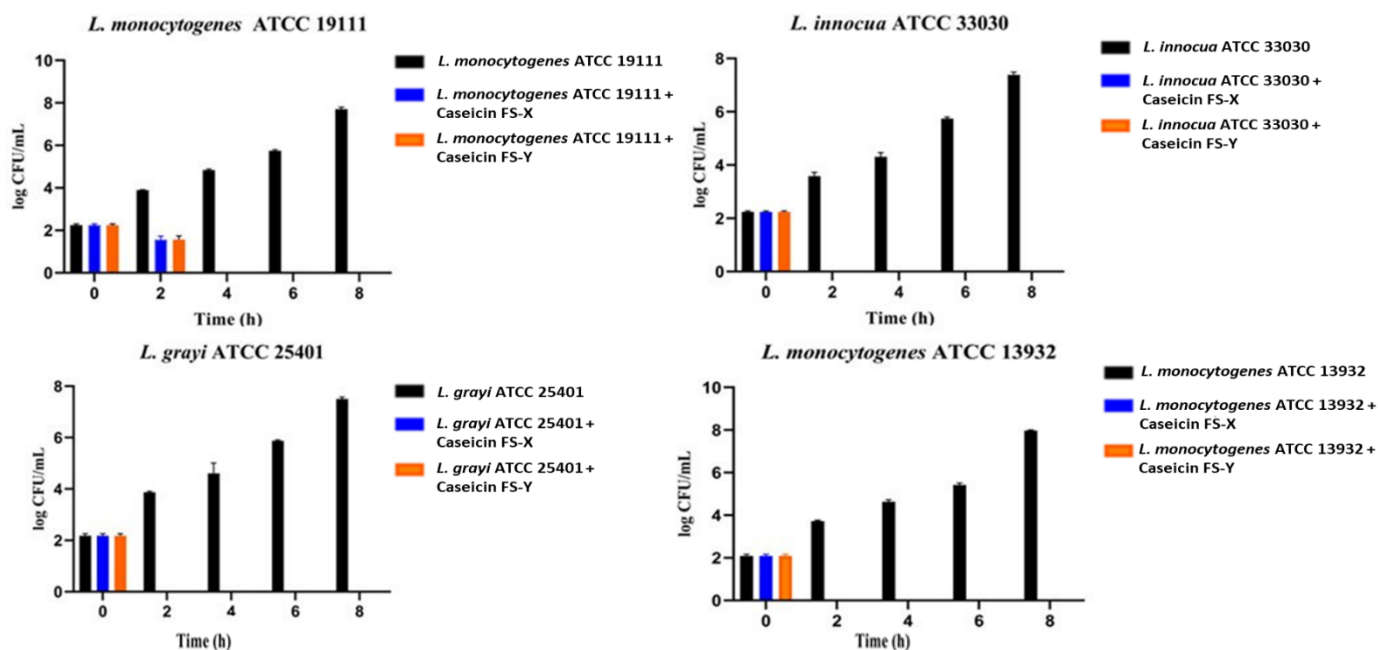 L. monocytogenes ATCC 19111
log CFU/mL
10
8
6
4
2
0
0 2 4 6 8
Time (h)
L. monocytogenes ATCC 19111
L. monocytogenes ATCC 19111 +
Caseicin FS-X
L. monocytogenes ATCC 19111 +
Caseicin FS-Y
L. innocua ATCC 33030
log CFU/mL
8
6
4
2
0
0 2 4 6 8
Time (h)
L. innocua ATCC 33030
L. innocua ATCC 33030 +
Caseicin FS-X
L. innocua ATCC 33030 +
Caseicin FS-Y
L. grayi ATCC 25401
log CFU/mL
8
6
4
2
0
0 2 4 6 8
Time (h)
L. grayi ATCC 25401
L. grayi ATCC 25401 +
Caseicin FS-X
L. grayi ATCC 25401 +
Caseicin FS-Y
L. monocytogenes ATCC 13932
log CFU/mL
10
8
6
4
2
0
0 2 4 6 8
Time (h)
L. monocytogenes ATCC 13932
L. monocytogenes ATCC 13932 +
Caseicin FS-X
L. monocytogenes ATCC 13932 +
Caseicin FS-Y